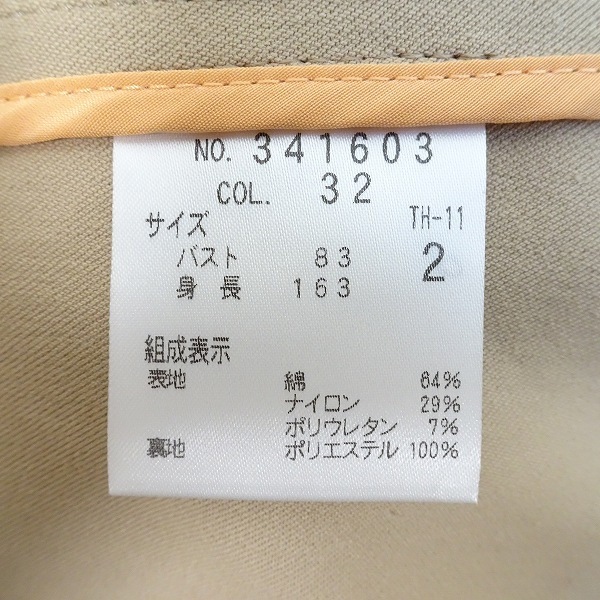 NO. 341603
COL. 32
サイズ TH-11
バスト 83 2
身長 163
組成表示
表地 綿 64%
ナイロン 29%
ポリウレタン 7%
裏地 ポリエステル 100%